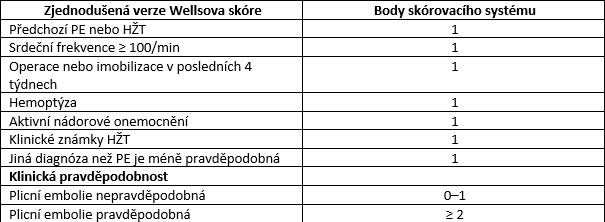 Zjednodušená verze Wellsova skóre Body skórovacího systému
Předchozí PE nebo HŽT 1
Srdeční frekvence ≥ 100/min 1
Operace nebo imobilizace v posledních 4 1
týdnech
Hemoptýza 1
Aktivní nádorové onemocnění 1
Klinické známky HŽT 1
Jiná diagnóza než PE je méně pravděpodobná 1
Klinická pravděpodobnost
Plicní embolie nepravděpodobná 0–1
Plicní embolie pravděpodobná ≥ 2